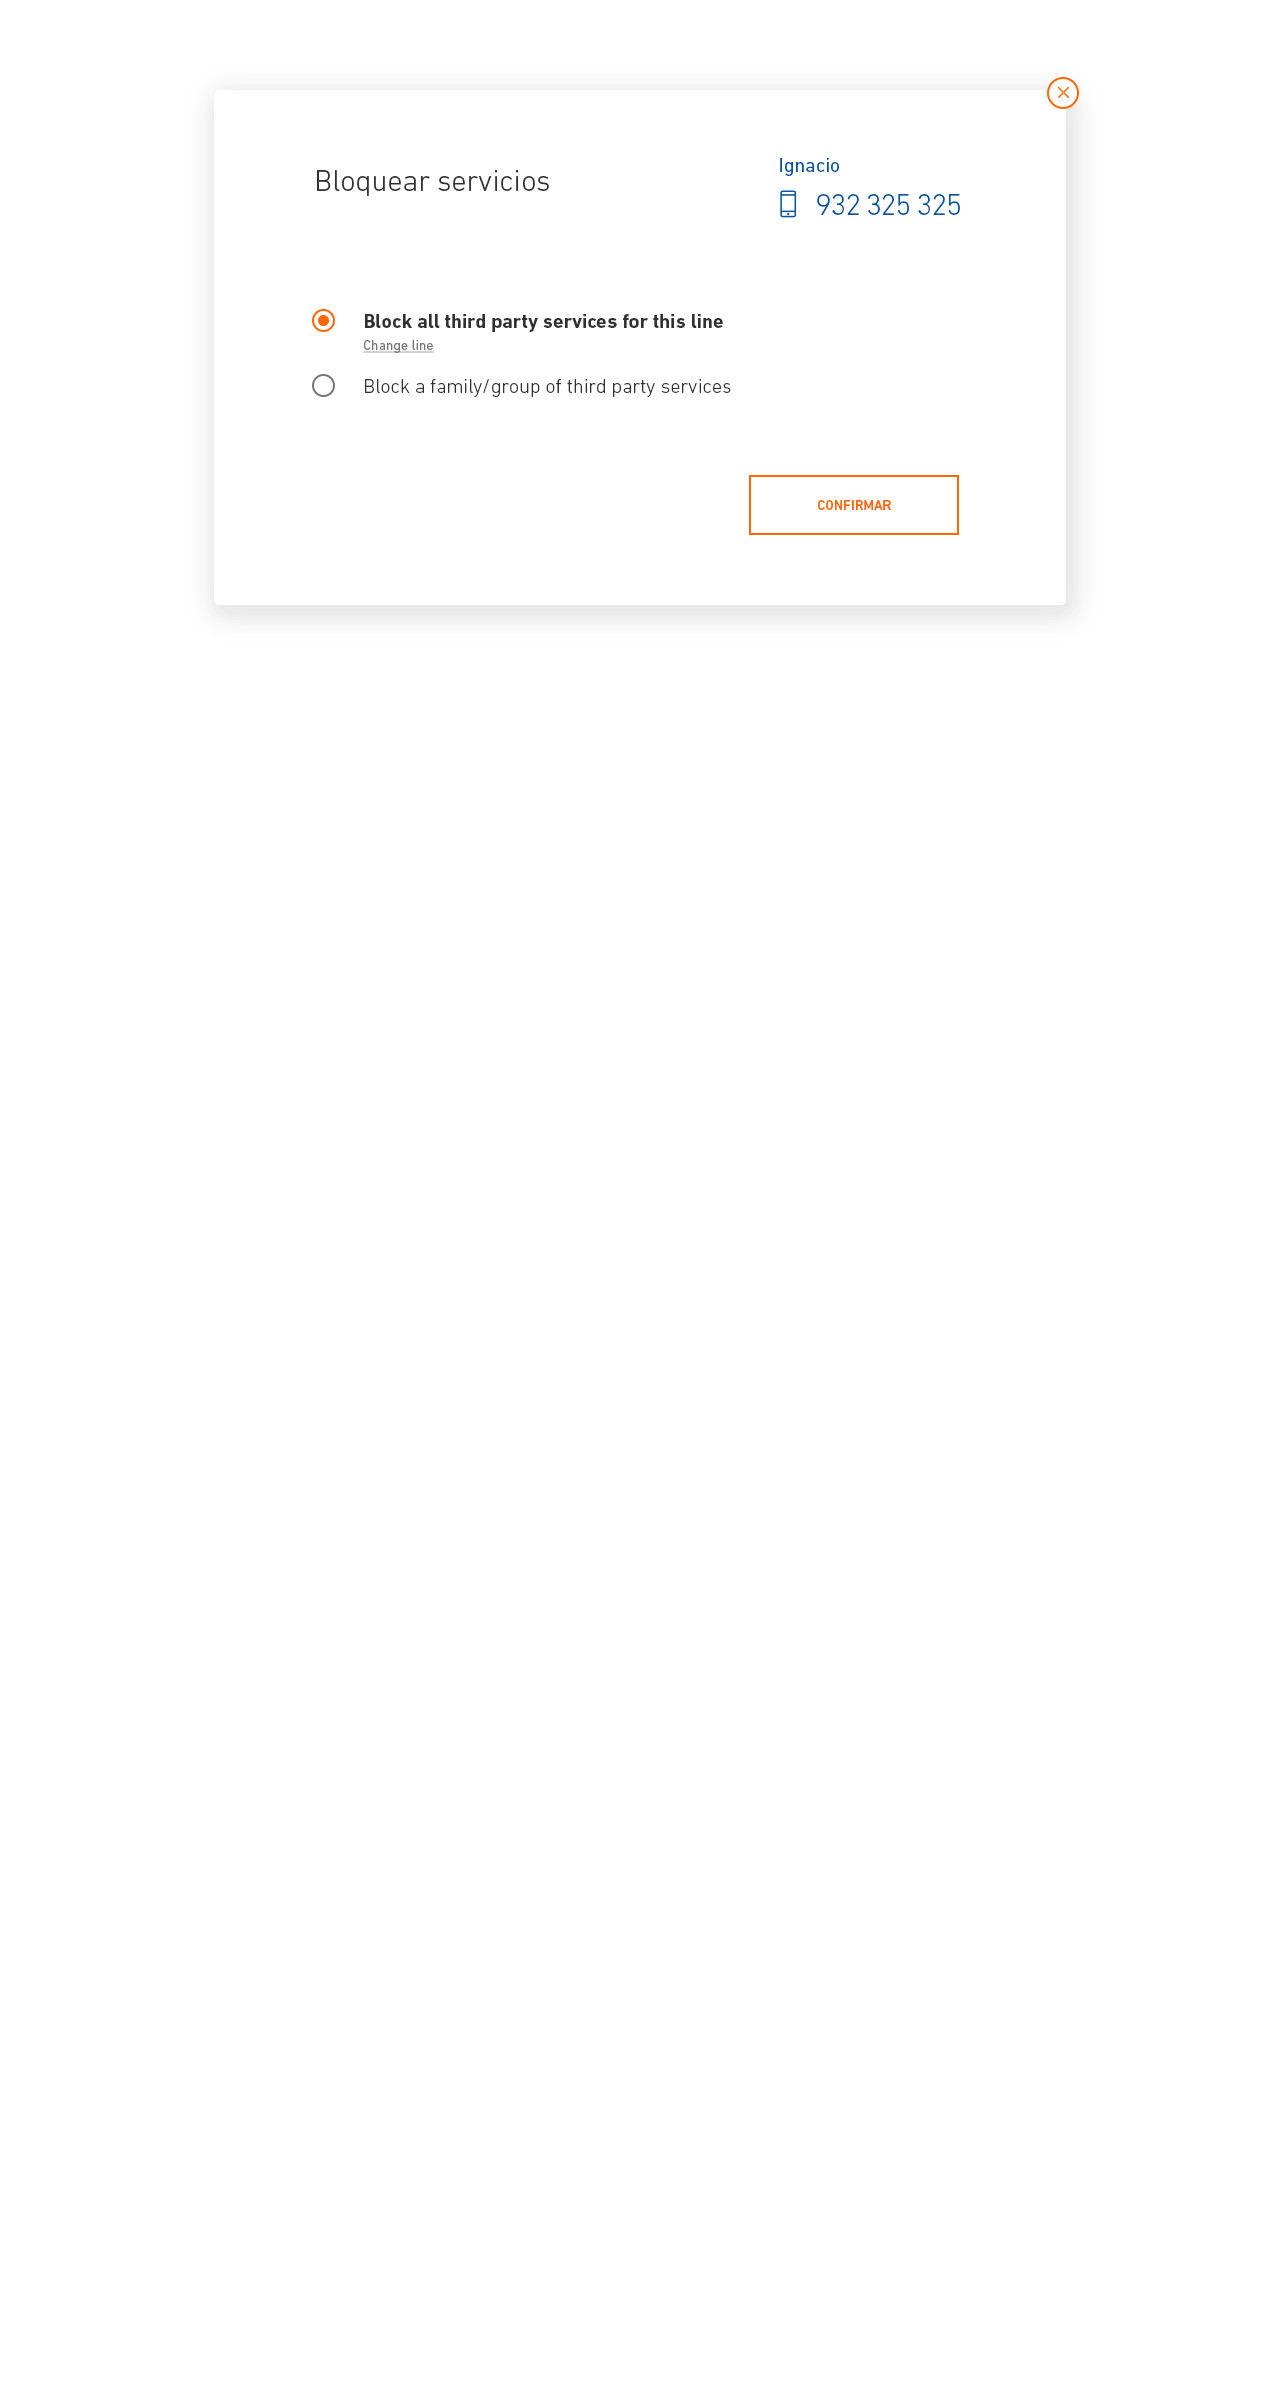 Bloquear servicios
Ignacio
932 325 325
Block all third party services for this line
Change line
Block a family/group of third party services
CONFIRMAR